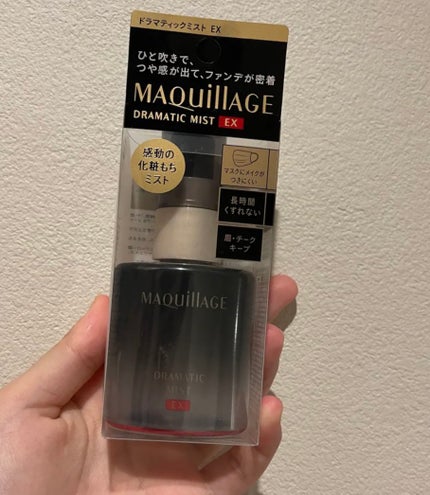 ドラマティックミスト EX
ひと吹きで、
つや感が出て、ファンデが密着
MAQuillAGE
DRAMATIC MIST EX
感動の
化粧もち
ミスト
マスクにメイクが
つきにくい
長時間
くずれない
眉・チーク
キープ
MAQuillAGE
DRAMATIC
MIST
EX